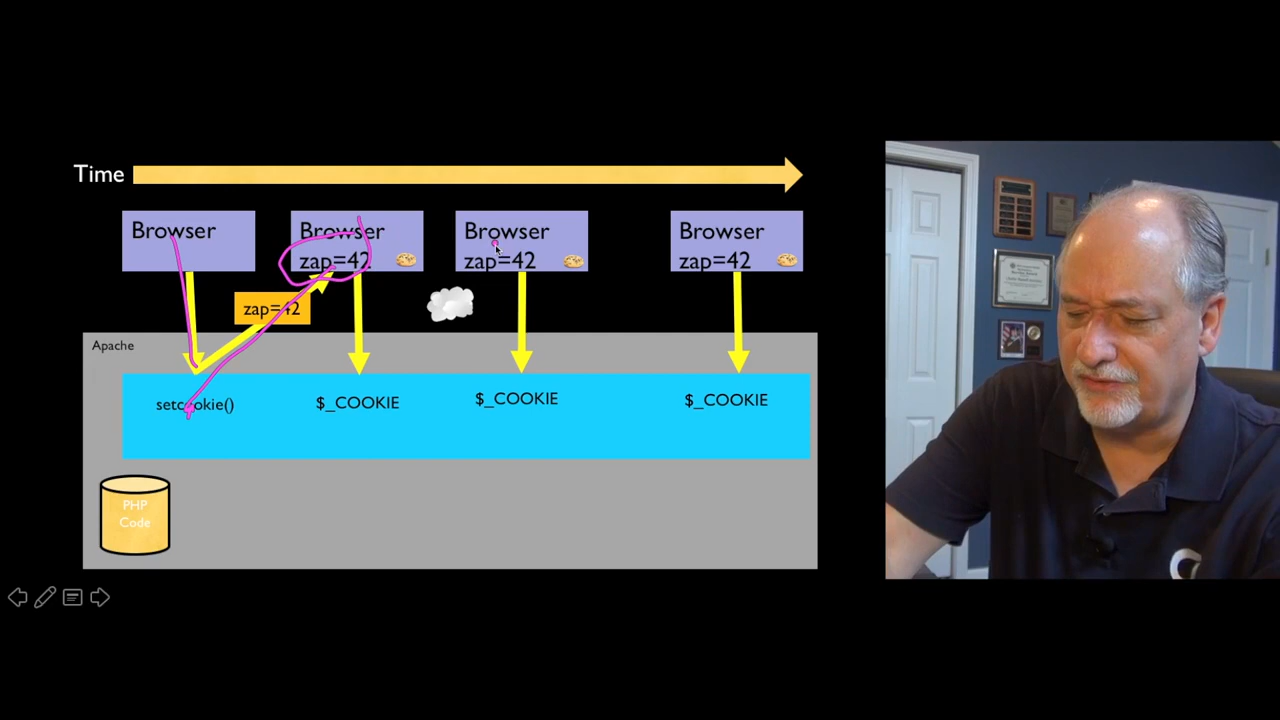 Time
Browser
Browser
zap=42
Browser
zap=42
Browser
zap=42
zap=42
Apache
setcookie()
$_COOKIE
$_COOKIE
$_COOKIE
PHP
Code